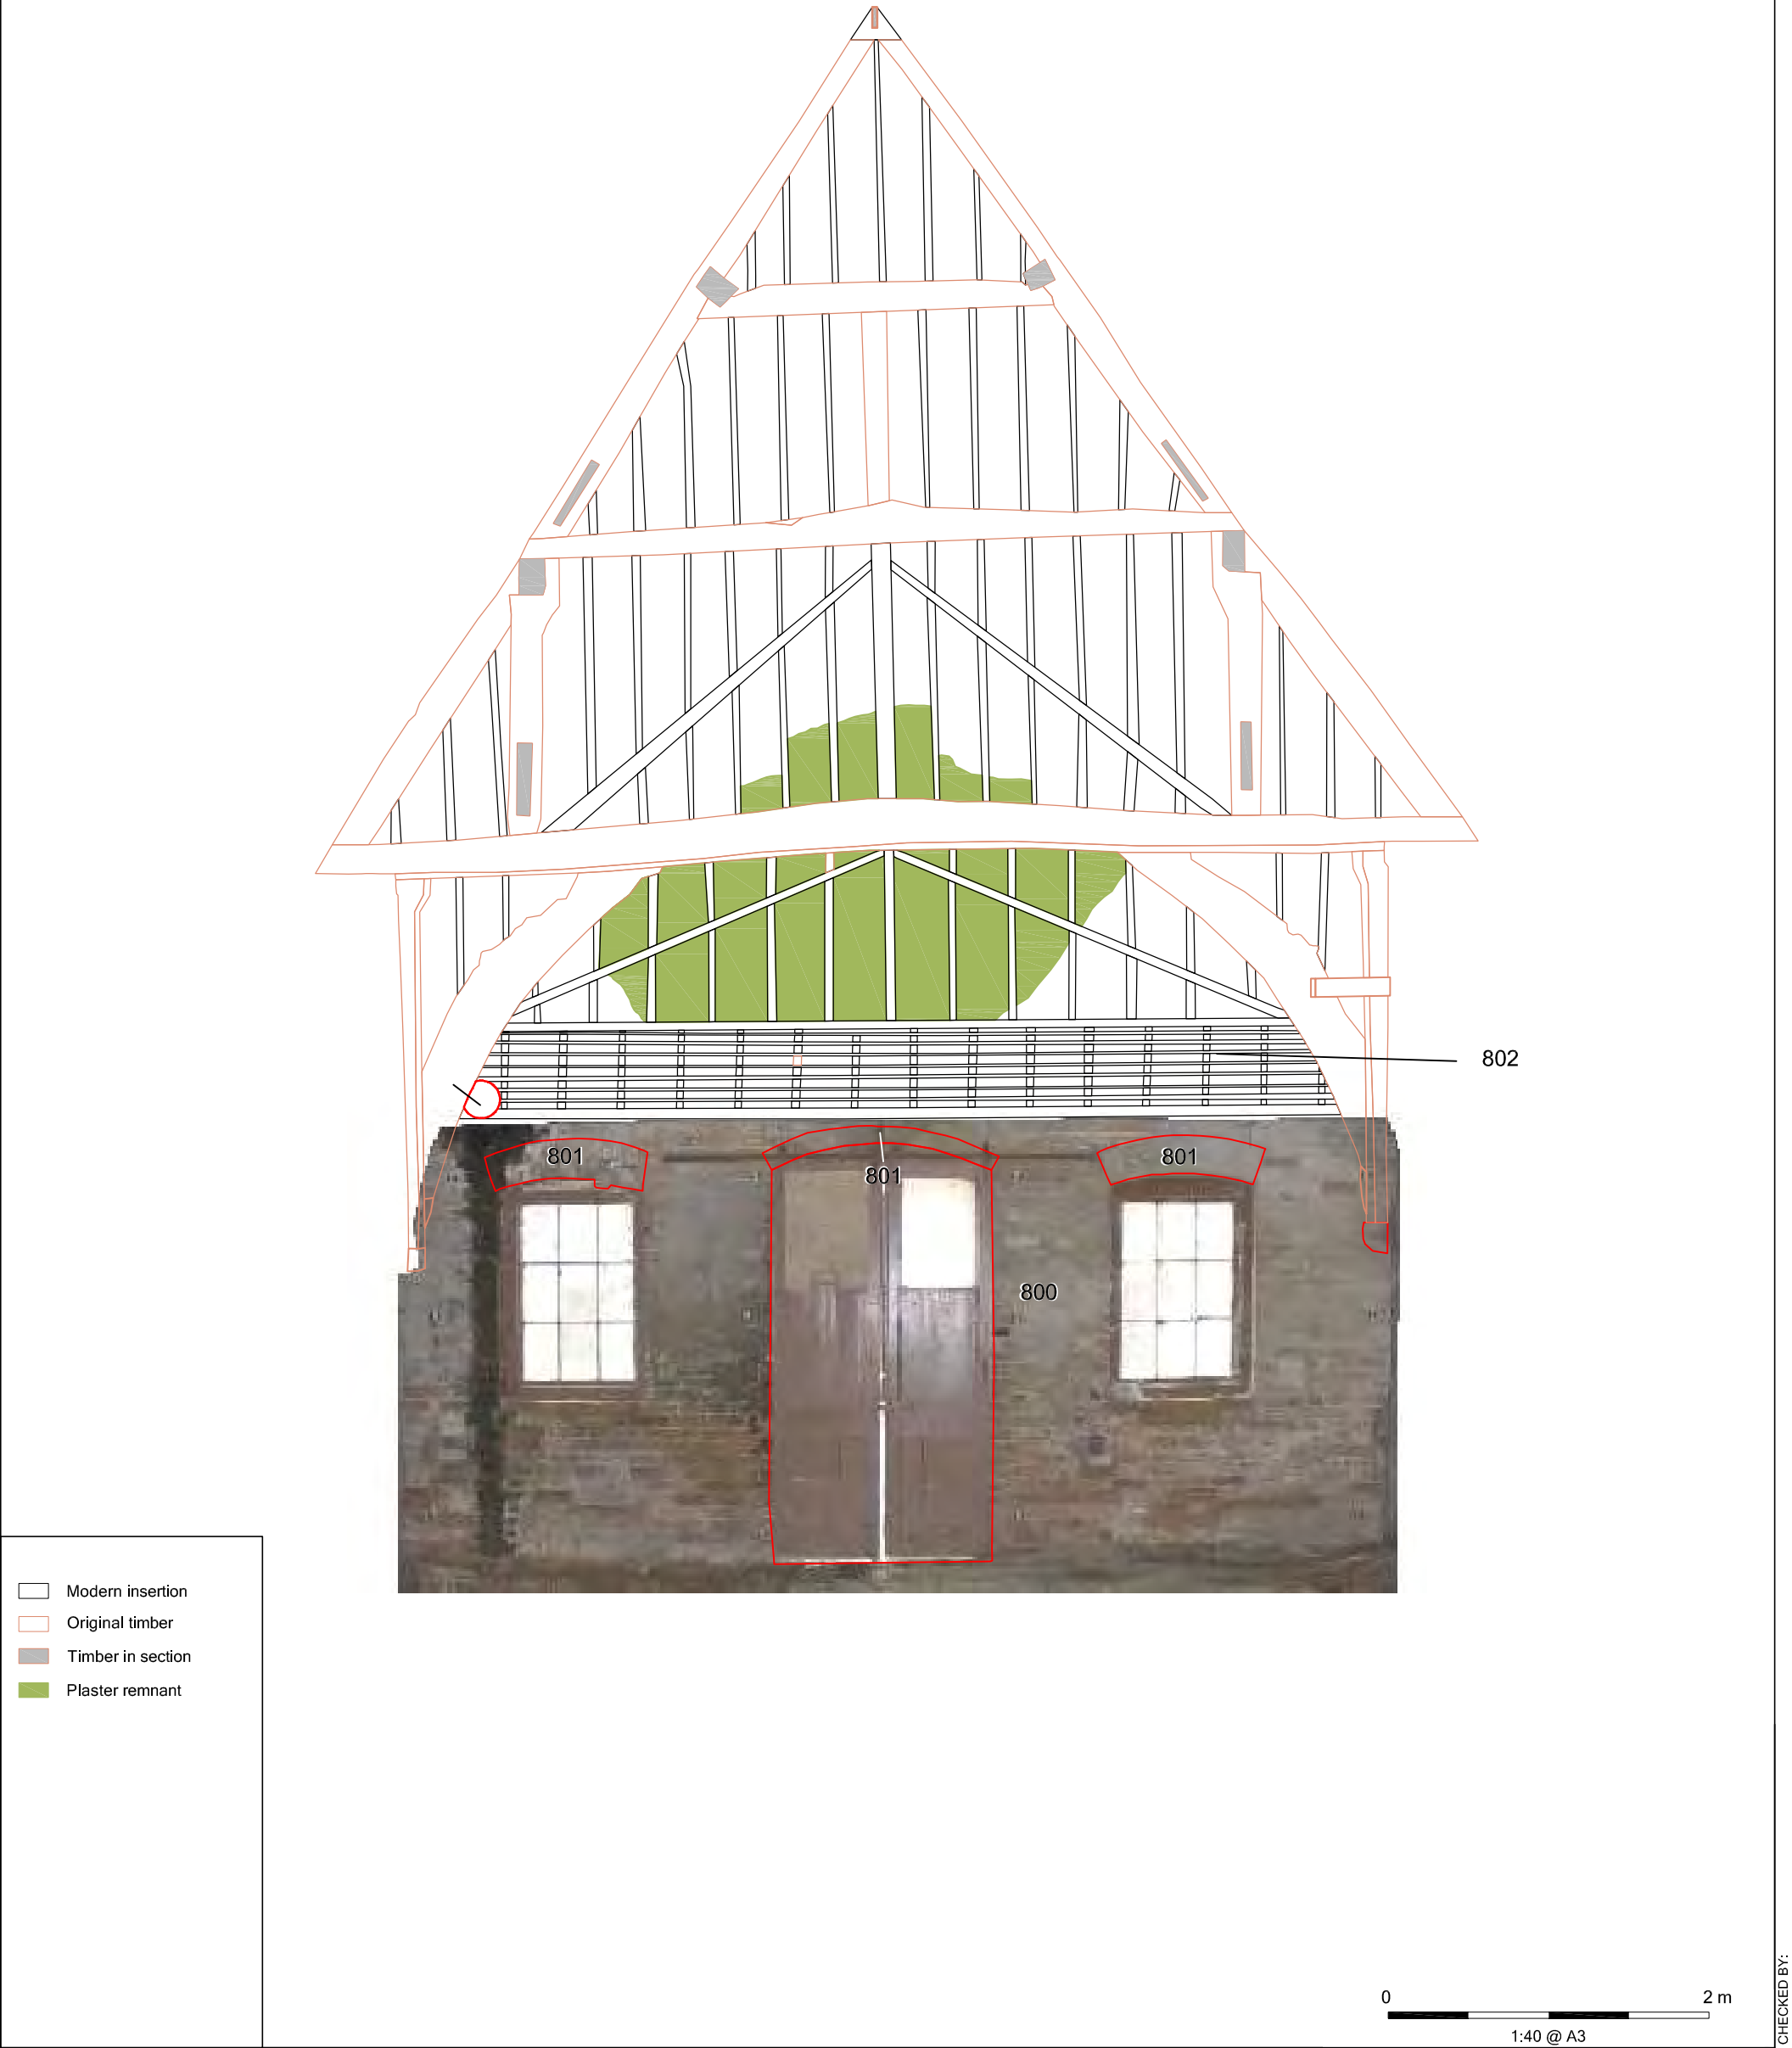 802
801
801
801
800
Modern insertion
Original timber
Timber in section
Plaster remnant
0 2 m
1:40 @ A3
CHECKED BY: